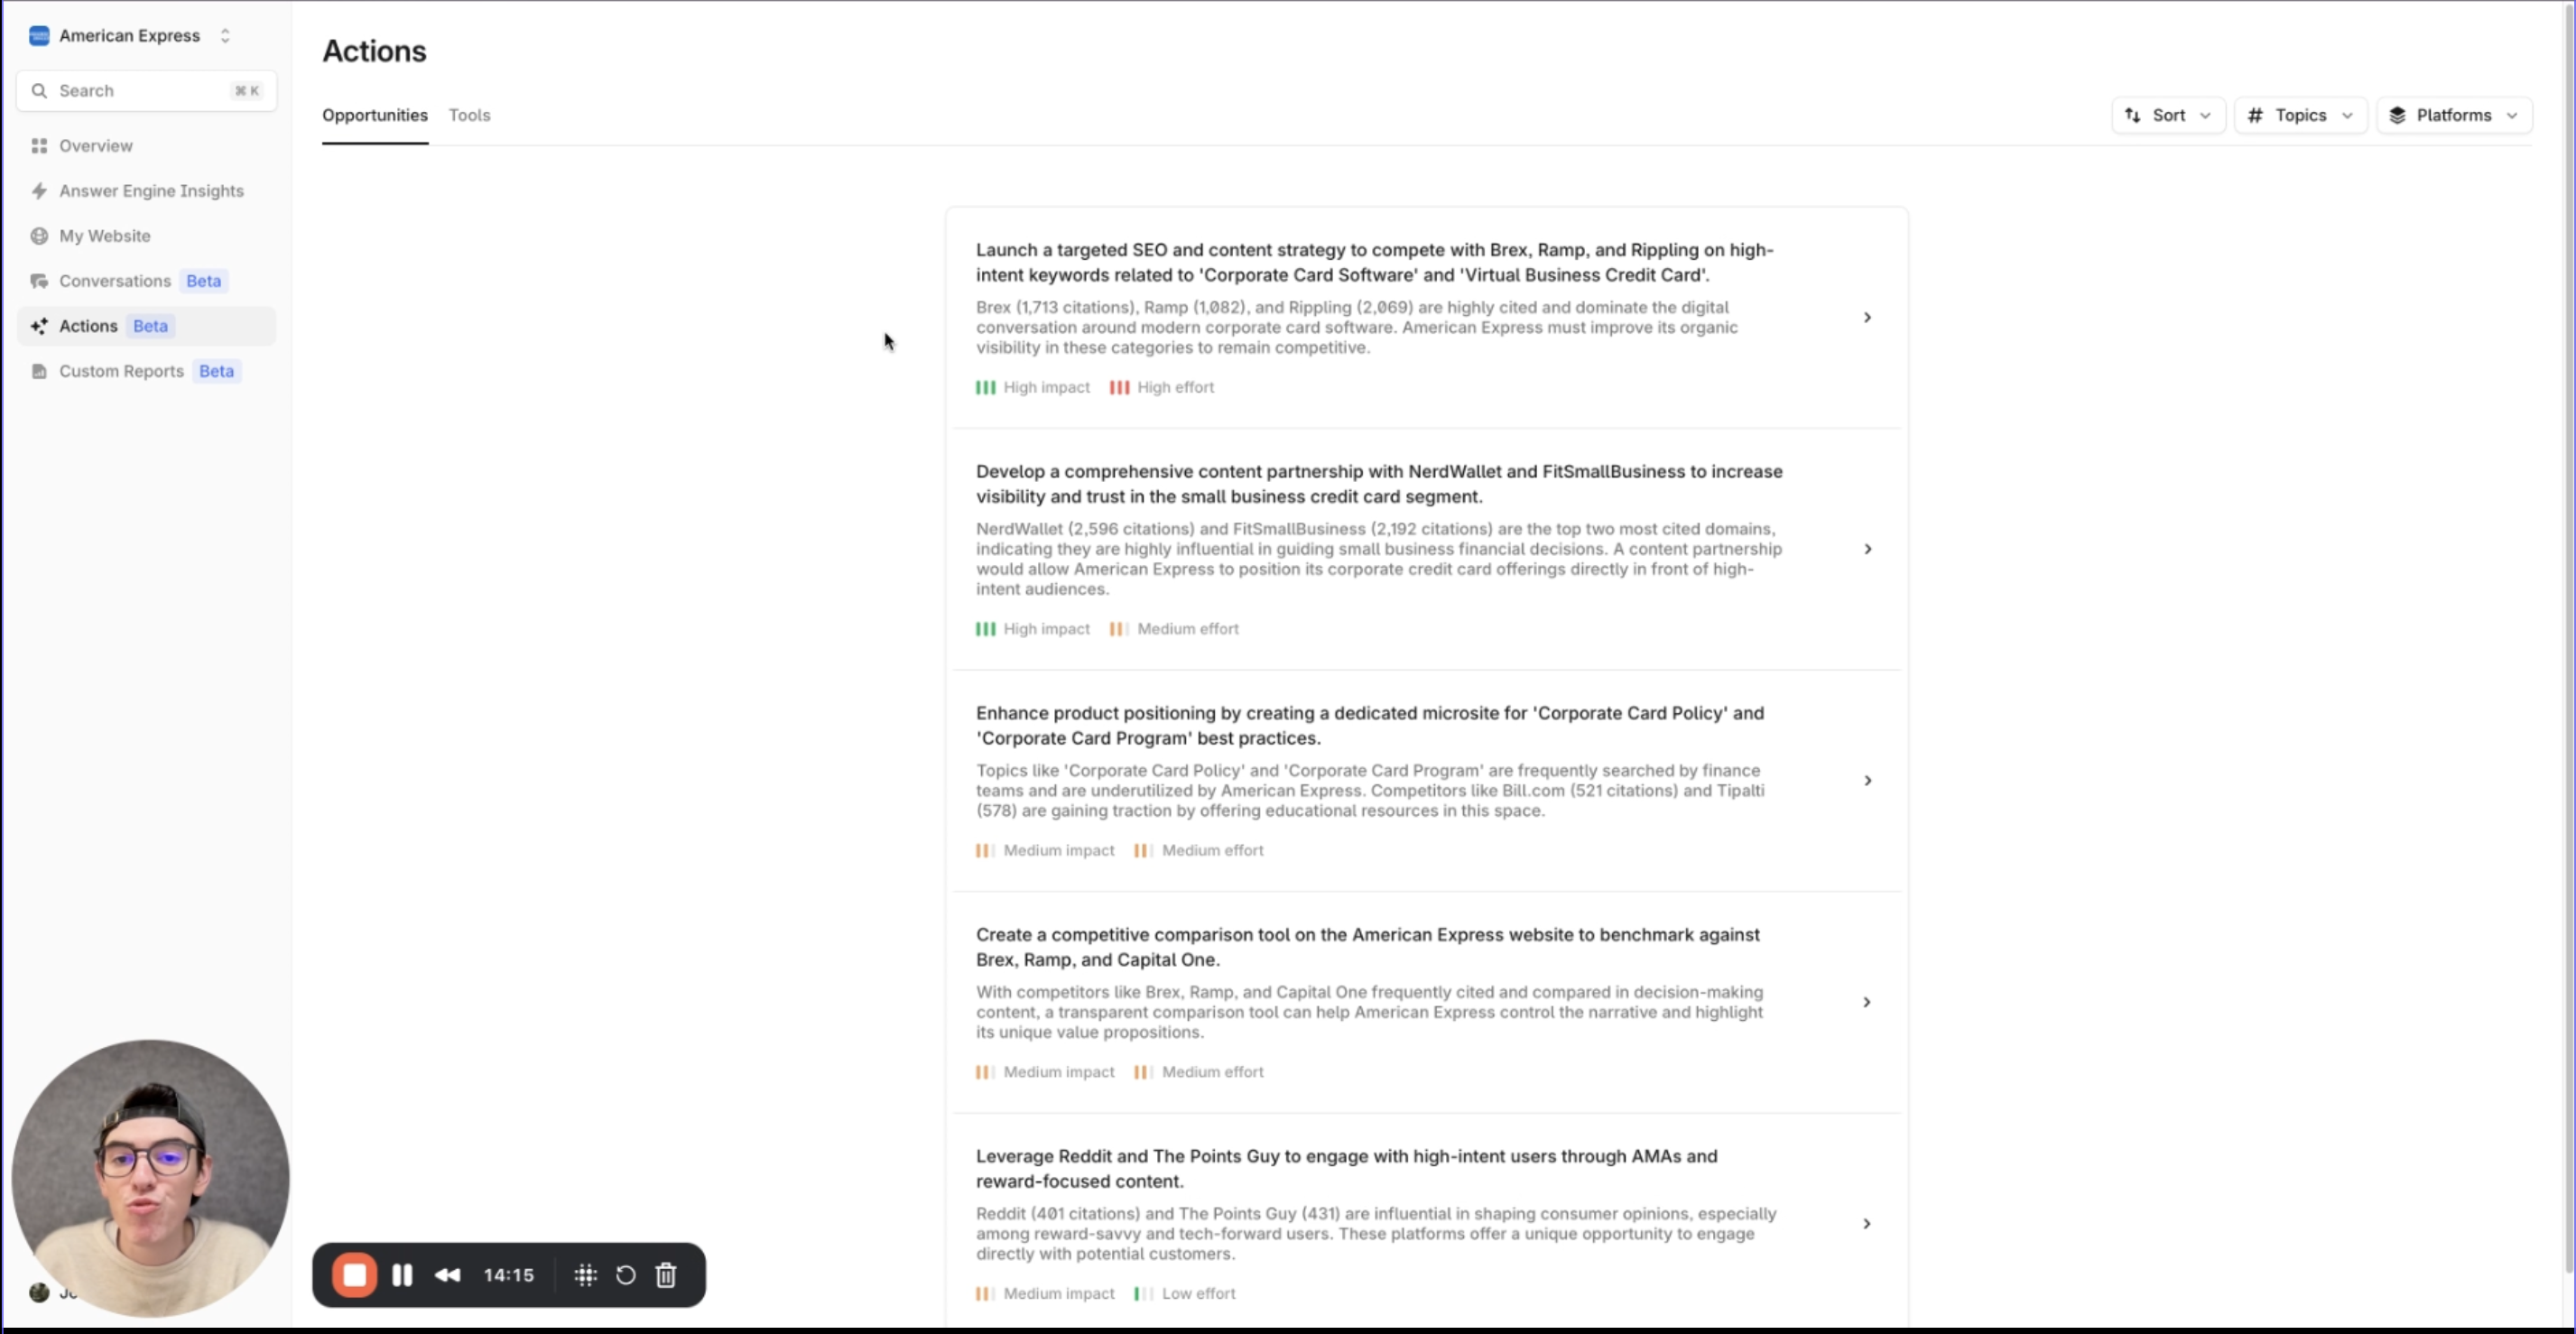 American Express
Search
⌘ K
Overview
Answer Engine Insights
My Website
Conversations Beta
Actions Beta
Custom Reports Beta
Actions
Opportunities
Tools
Sort
Topics
Platforms
Launch a targeted SEO and content strategy to compete with Brex, Ramp, and Rippling on high-
intent keywords related to 'Corporate Card Software' and 'Virtual Business Credit Card'.
Brex (1,713 citations), Ramp (1,082), and Rippling (2,069) are highly cited and dominate the digital
conversation around modern corporate card software. American Express must improve its organic
visibility in these categories to remain competitive.
High impact High effort
Develop a comprehensive content partnership with NerdWallet and FitSmallBusiness to increase
visibility and trust in the small business credit card segment.
NerdWallet (2,596 citations) and FitSmallBusiness (2,192 citations) are the top two most cited domains,
indicating they are highly influential in guiding small business financial decisions. A content partnership
would allow American Express to position its corporate credit card offerings directly in front of high-
intent audiences.
High impact Medium effort
Enhance product positioning by creating a dedicated microsite for 'Corporate Card Policy' and
'Corporate Card Program' best practices.
Topics like 'Corporate Card Policy' and 'Corporate Card Program' are frequently searched by finance
teams and are underutilized by American Express. Competitors like Bill.com (521 citations) and Tipalti
(578) are gaining traction by offering educational resources in this space.
Medium impact Medium effort
Create a competitive comparison tool on the American Express website to benchmark against
Brex, Ramp, and Capital One.
With competitors like Brex, Ramp, and Capital One frequently cited and compared in decision-making
content, a transparent comparison tool can help American Express control the narrative and highlight
its unique value propositions.
Medium impact Medium effort
Leverage Reddit and The Points Guy to engage with high-intent users through AMAs and
reward-focused content.
Reddit (401 citations) and The Points Guy (431) are influential in shaping consumer opinions, especially
among reward-savvy and tech-forward users. These platforms offer a unique opportunity to engage
directly with potential customers.
Medium impact Low effort
14:15